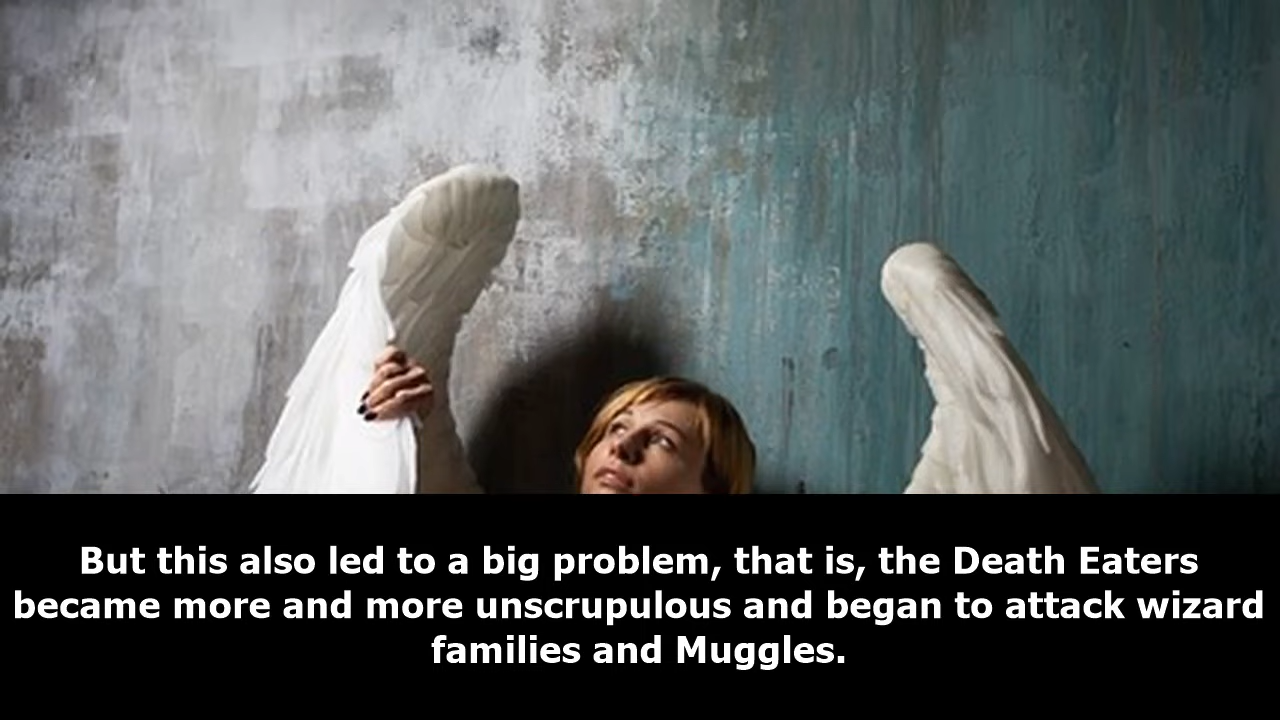 But this also led to a big problem, that is, the Death Eaters
became more and more unscrupulous and began to attack wizard
families and Muggles.